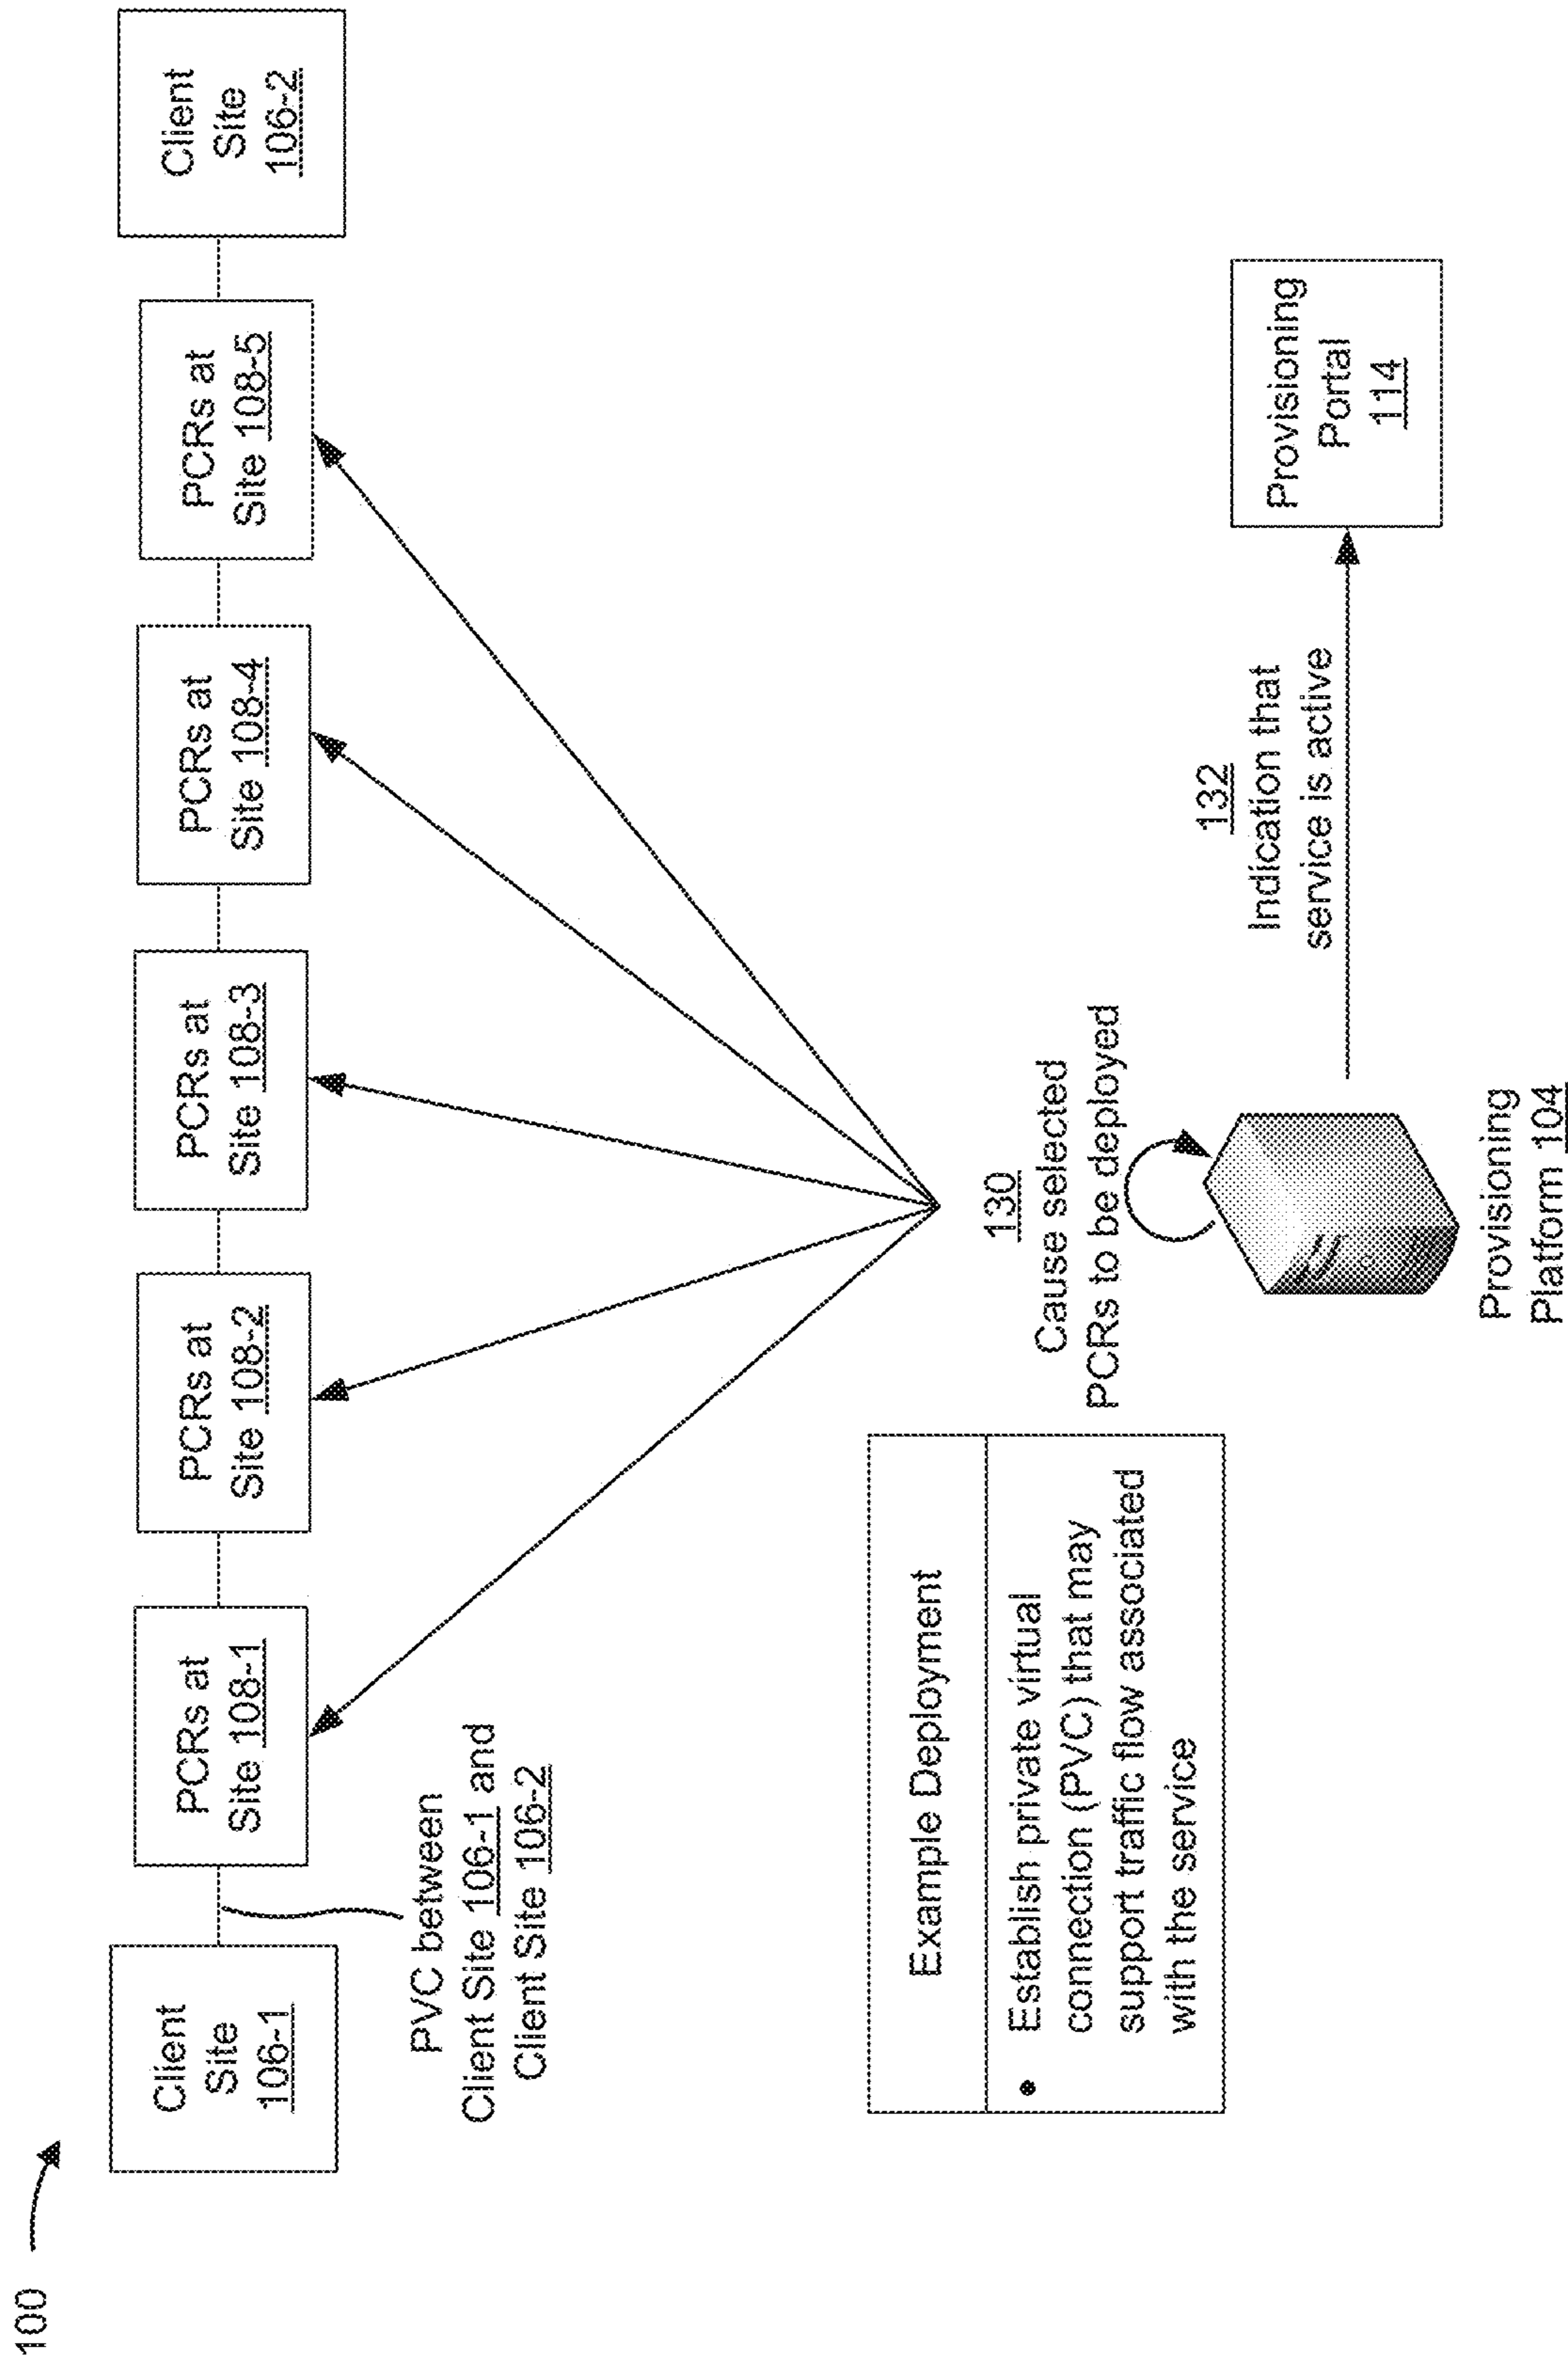 100
Client
Site
106-1
PCRs at
Site 108-1
PCRs at
Site 108-2
PCRs at
Site 108-3
PCRs at
Site 108-4
PCRs at
Site 108-5
Client
Site
106-2
PVC between
Client Site 106-1 and
Client Site 106-2
Example Deployment
• Establish private virtual
connection (PVC) that may
support traffic flow associated
with the service
130
Cause selected
PCRs to be deployed
Provisioning
Platform 104
132
Indication that
service is active
Provisioning
Portal
114